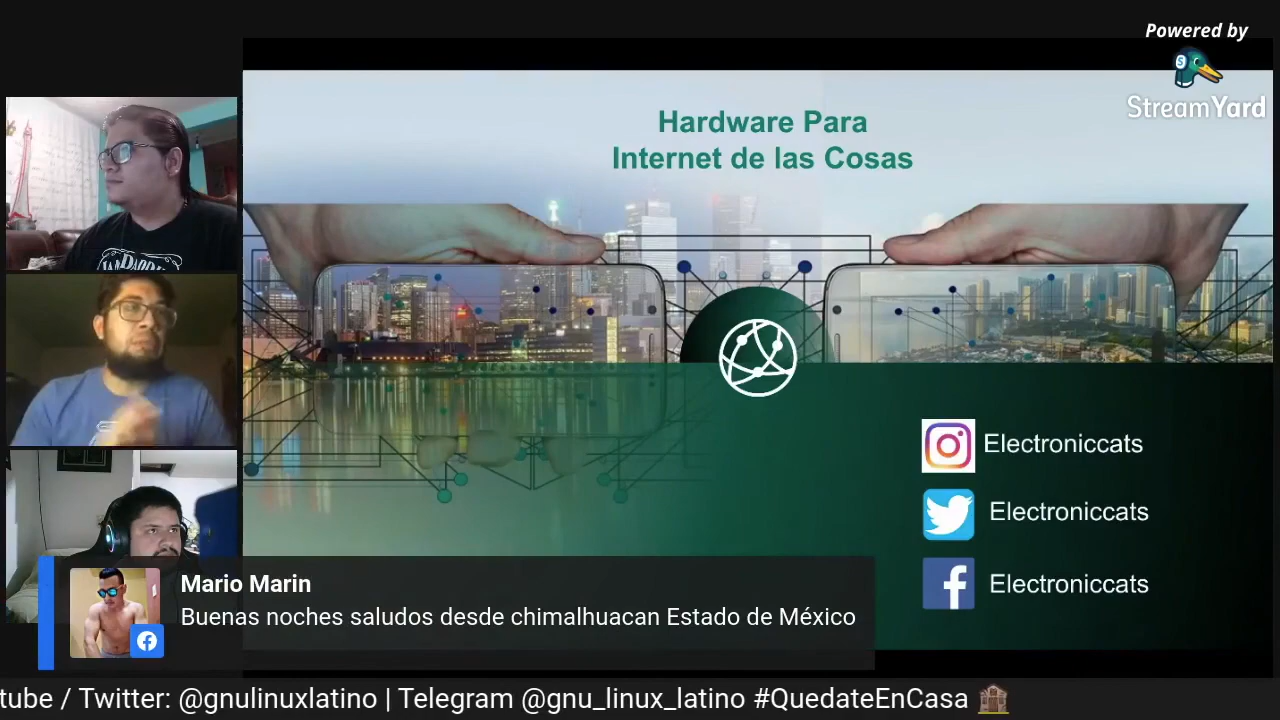 Powered by
StreamYard
Hardware Para
Internet de las Cosas
Electroniccats
Electroniccats
Electroniccats
Mario Marin
Buenas noches saludos desde chimalhuacan Estado de México
tube / Twitter: @gnulinuxlatino | Telegram @gnu_linux_latino #QuedateEnCasa